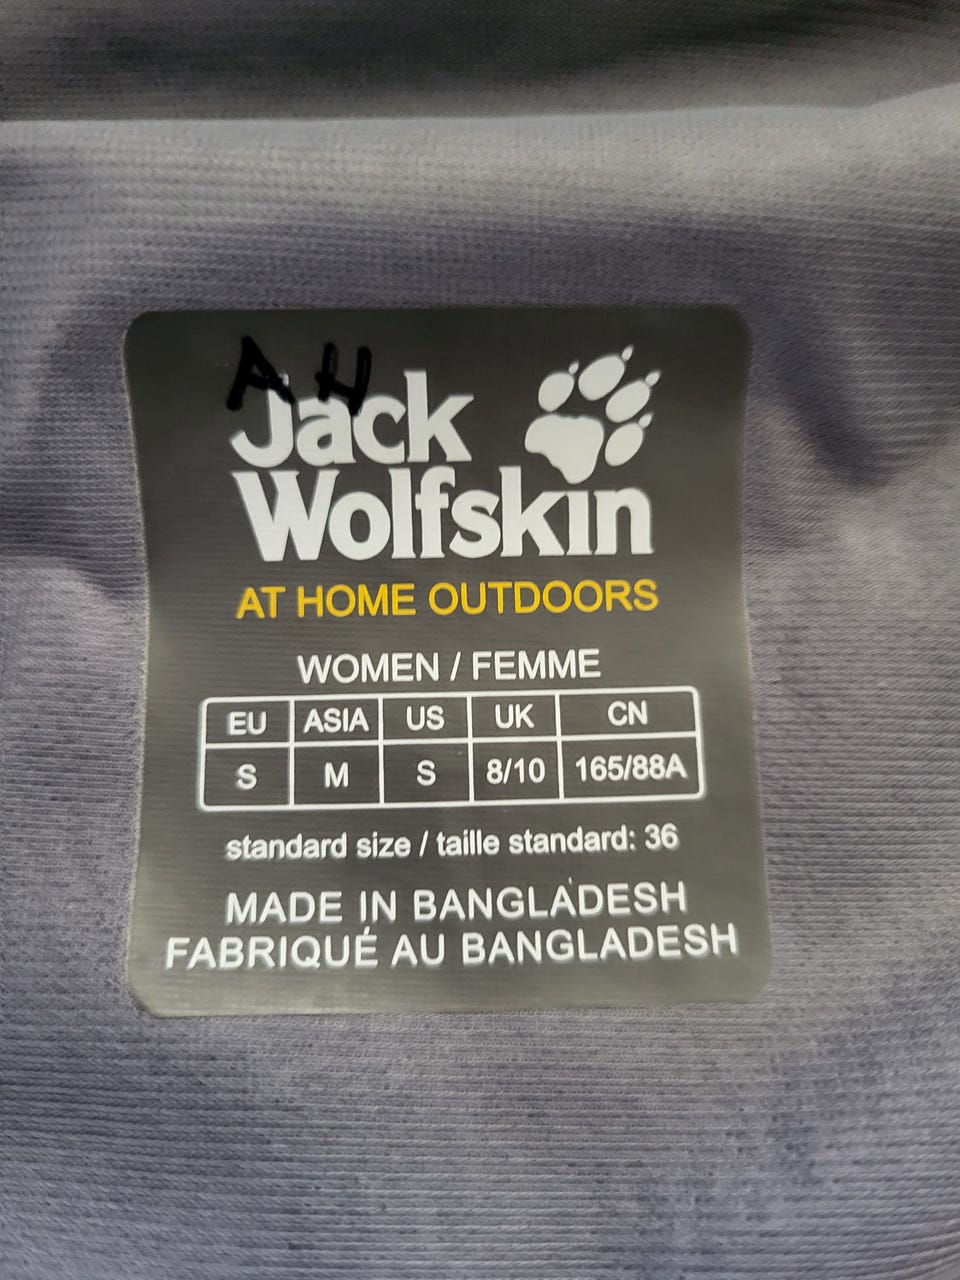 A H
Jack
Wolfskin
AT HOME OUTDOORS
WOMEN / FEMME
EU ASIA US UK CN
S M S 8/10 165/88A
standard size / taille standard: 36
MADE IN BANGLADESH
FABRIQUÉ AU BANGLADESH